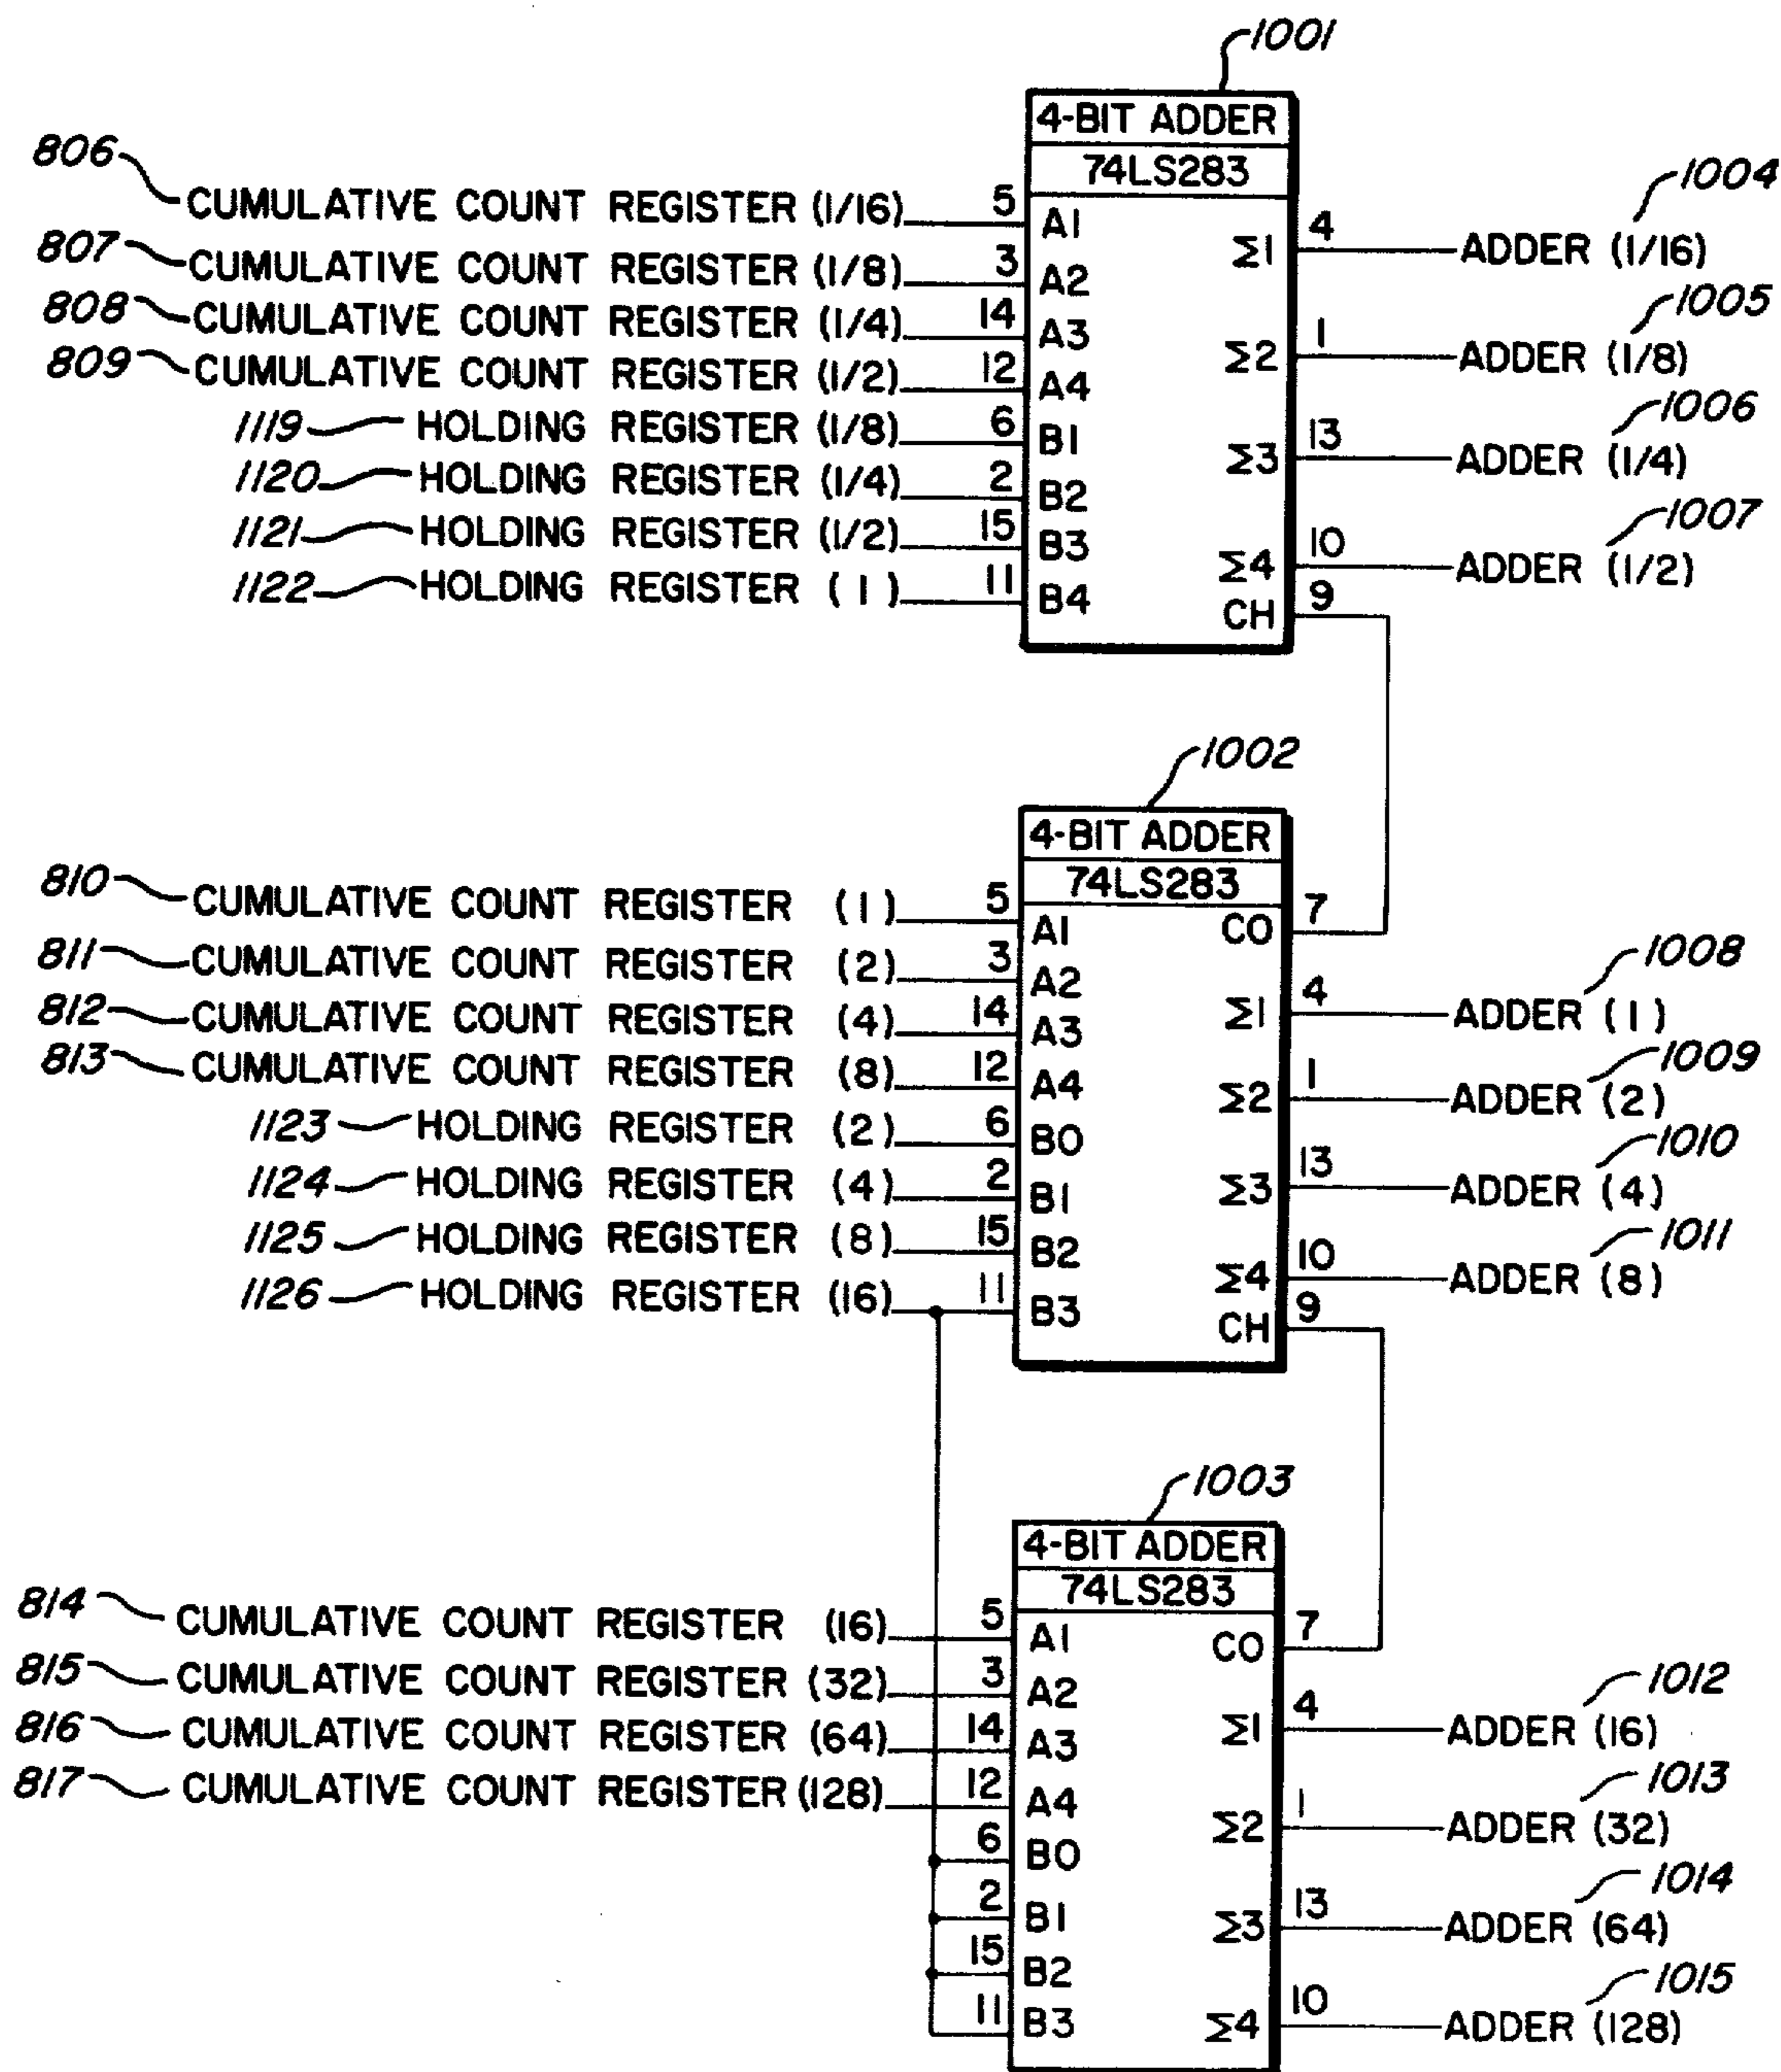 1001
4-BIT ADDER
74LS283
806 CUMULATIVE COUNT REGISTER (1/16) 5 A1
807 CUMULATIVE COUNT REGISTER (1/8) 3 A2
808 CUMULATIVE COUNT REGISTER (1/4) 14 A3
809 CUMULATIVE COUNT REGISTER (1/2) 12 A4
1119 HOLDING REGISTER (1/8) 6 B1
1120 HOLDING REGISTER (1/4) 2 B2
1121 HOLDING REGISTER (1/2) 15 B3
1122 HOLDING REGISTER (1) 11 B4
Σ1 4 ADDER (1/16) 1004
Σ2 1 ADDER (1/8) 1005
Σ3 13 ADDER (1/4) 1006
Σ4 10 ADDER (1/2) 1007
CH 9
1002
4-BIT ADDER
74LS283
810 CUMULATIVE COUNT REGISTER (1) 5 A1
811 CUMULATIVE COUNT REGISTER (2) 3 A2
812 CUMULATIVE COUNT REGISTER (4) 14 A3
813 CUMULATIVE COUNT REGISTER (8) 12 A4
1123 HOLDING REGISTER (2) 6 B0
1124 HOLDING REGISTER (4) 2 B1
1125 HOLDING REGISTER (8) 15 B2
1126 HOLDING REGISTER (16) 11 B3
CO 7
Σ1 4 ADDER (1) 1008
Σ2 1 ADDER (2) 1009
Σ3 13 ADDER (4) 1010
Σ4 10 ADDER (8) 1011
CH 9
1003
4-BIT ADDER
74LS283
814 CUMULATIVE COUNT REGISTER (16) 5 A1
815 CUMULATIVE COUNT REGISTER (32) 3 A2
816 CUMULATIVE COUNT REGISTER (64) 14 A3
817 CUMULATIVE COUNT REGISTER (128) 12 A4
6 B0
2 B1
15 B2
11 B3
CO 7
Σ1 4 ADDER (16) 1012
Σ2 1 ADDER (32) 1013
Σ3 13 ADDER (64) 1014
Σ4 10 ADDER (128) 1015